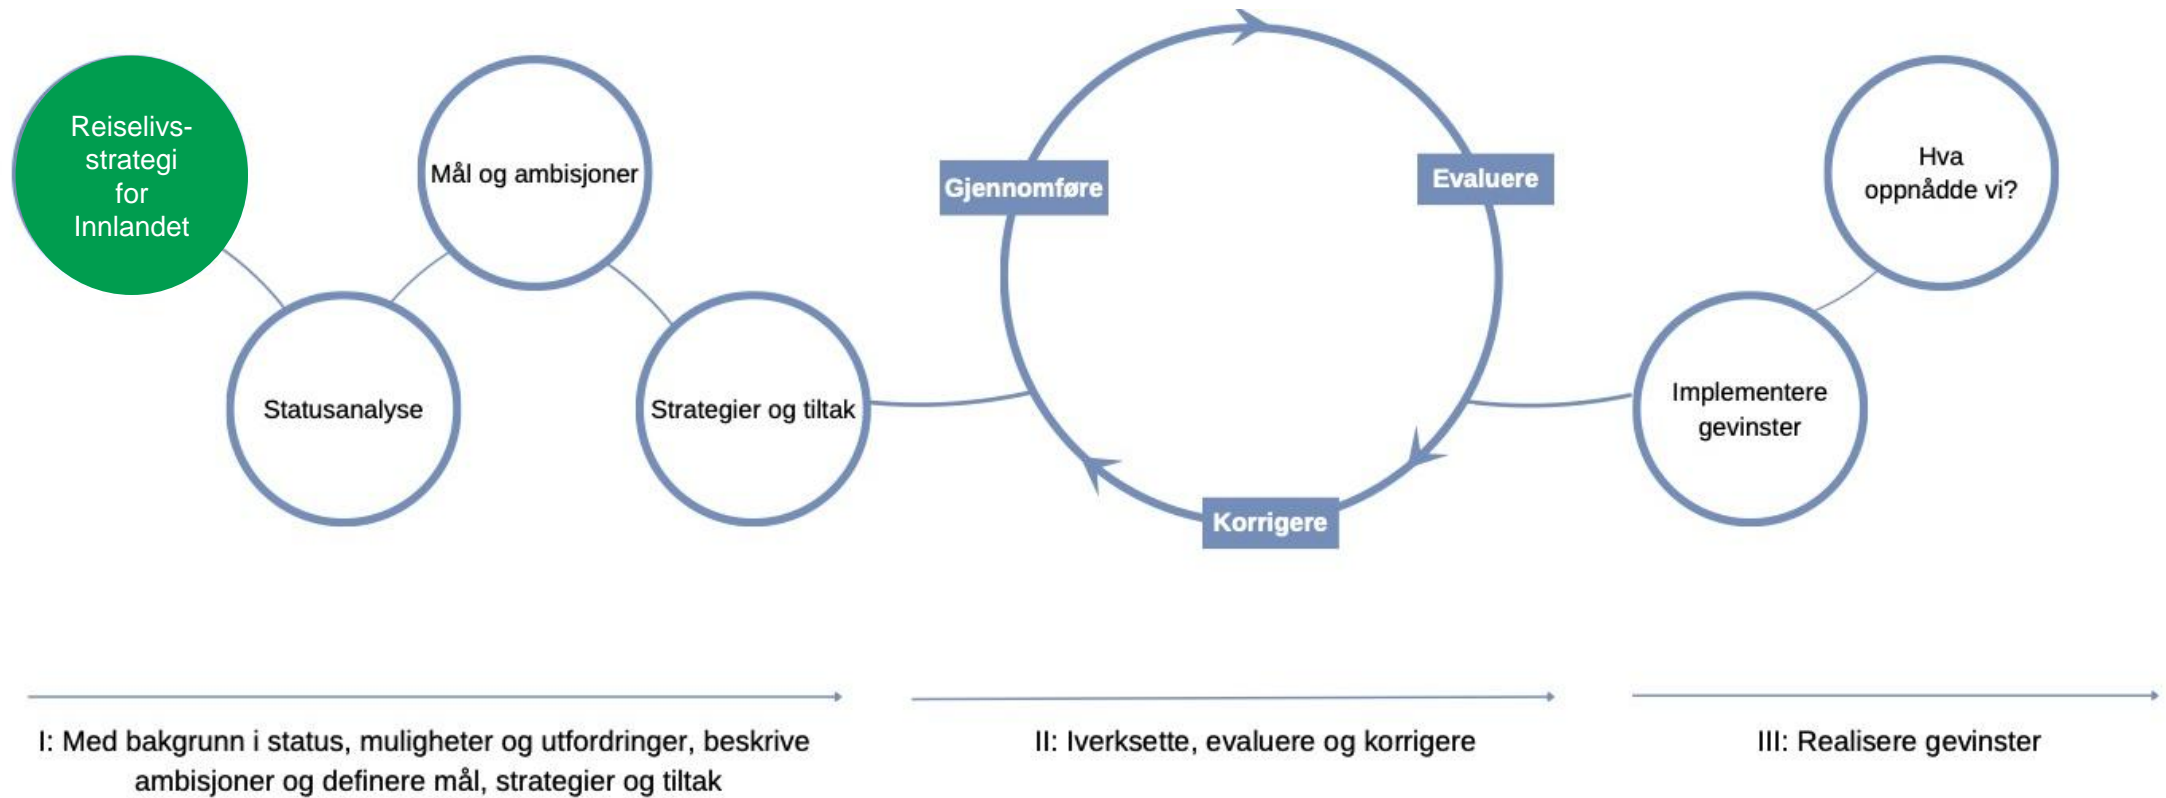 Reiselivs-
strategi
for
Innlandet
Statusanalyse
Mål og ambisjoner
Strategier og tiltak
Gjennomføre
Evaluere
Korrigere
Implementere
gevinster
Hva
oppnådde vi?
I: Med bakgrunn i status, muligheter og utfordringer, beskrive
ambisjoner og definere mål, strategier og tiltak
II: Iverksette, evaluere og korrigere
III: Realisere gevinster